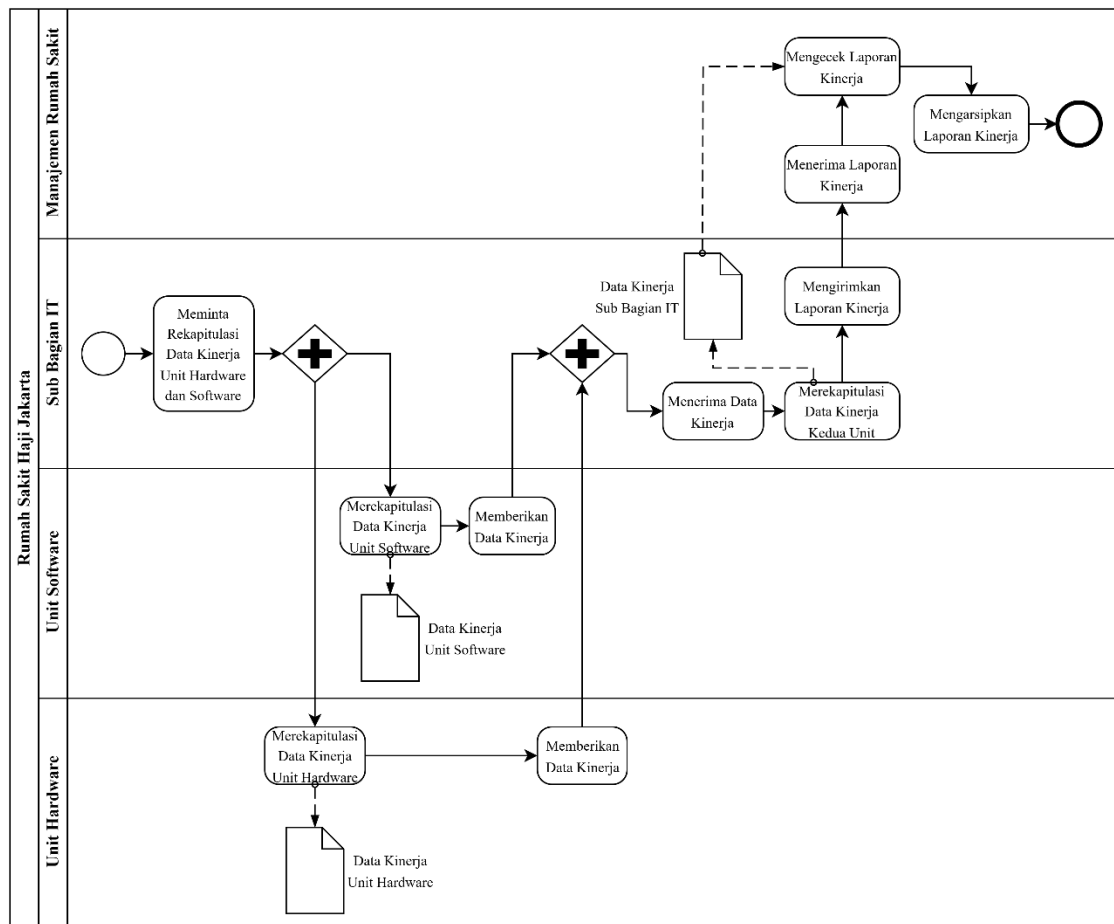 Rumah Sakit Haji Jakarta
Manajemen Rumah Sakit
Mengecek Laporan
Kinerja
Mengarsipkan
Laporan Kinerja
Menerima Laporan
Kinerja
Sub Bagian IT
Meminta
Rekapitulasi
Data Kinerja
Unit Hardware
dan Software
Data Kinerja
Sub Bagian IT
Mengirimkan
Laporan Kinerja
Menerima Data
Kinerja
Merekapitulasi
Data Kinerja
Kedua Unit
Unit Software
Merekapitulasi
Data Kinerja
Unit Software
Memberikan
Data Kinerja
Data Kinerja
Unit Software
Unit Hardware
Merekapitulasi
Data Kinerja
Unit Hardware
Memberikan
Data Kinerja
Data Kinerja
Unit Hardware